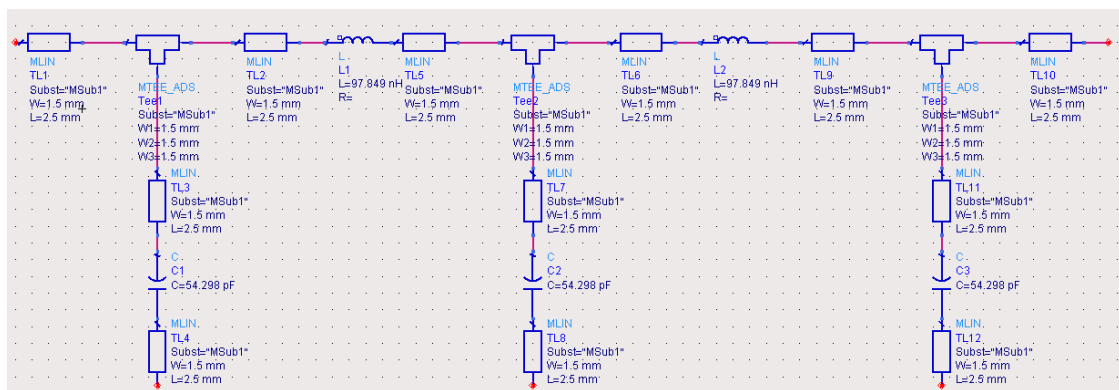 MLIN
TL1
Subst="MSub1"
W=1.5 mm
L=2.5 mm
MTEE_ADS
Tee1
Subst="MSub1"
W1=1.5 mm
W2=1.5 mm
W3=1.5 mm
MLIN
TL2
Subst="MSub1"
W=1.5 mm
L=2.5 mm
L
L1
L=97.849 nH
R=
MLIN
TL5
Subst="MSub1"
W=1.5 mm
L=2.5 mm
MTEE_ADS
Tee2
Subst="MSub1"
W1=1.5 mm
W2=1.5 mm
W3=1.5 mm
MLIN
TL6
Subst="MSub1"
W=1.5 mm
L=2.5 mm
L
L2
L=97.849 nH
R=
MLIN
TL9
Subst="MSub1"
W=1.5 mm
L=2.5 mm
MTEE_ADS
Tee3
Subst="MSub1"
W1=1.5 mm
W2=1.5 mm
W3=1.5 mm
MLIN
TL10
Subst="MSub1"
W=1.5 mm
L=2.5 mm
MLIN
TL3
Subst="MSub1"
W=1.5 mm
L=2.5 mm
MLIN
TL7
Subst="MSub1"
W=1.5 mm
L=2.5 mm
MLIN
TL11
Subst="MSub1"
W=1.5 mm
L=2.5 mm
C
C1
C=54.298 pF
C
C2
C=54.298 pF
C
C3
C=54.298 pF
MLIN
TL4
Subst="MSub1"
W=1.5 mm
L=2.5 mm
MLIN
TL8
Subst="MSub1"
W=1.5 mm
L=2.5 mm
MLIN
TL12
Subst="MSub1"
W=1.5 mm
L=2.5 mm